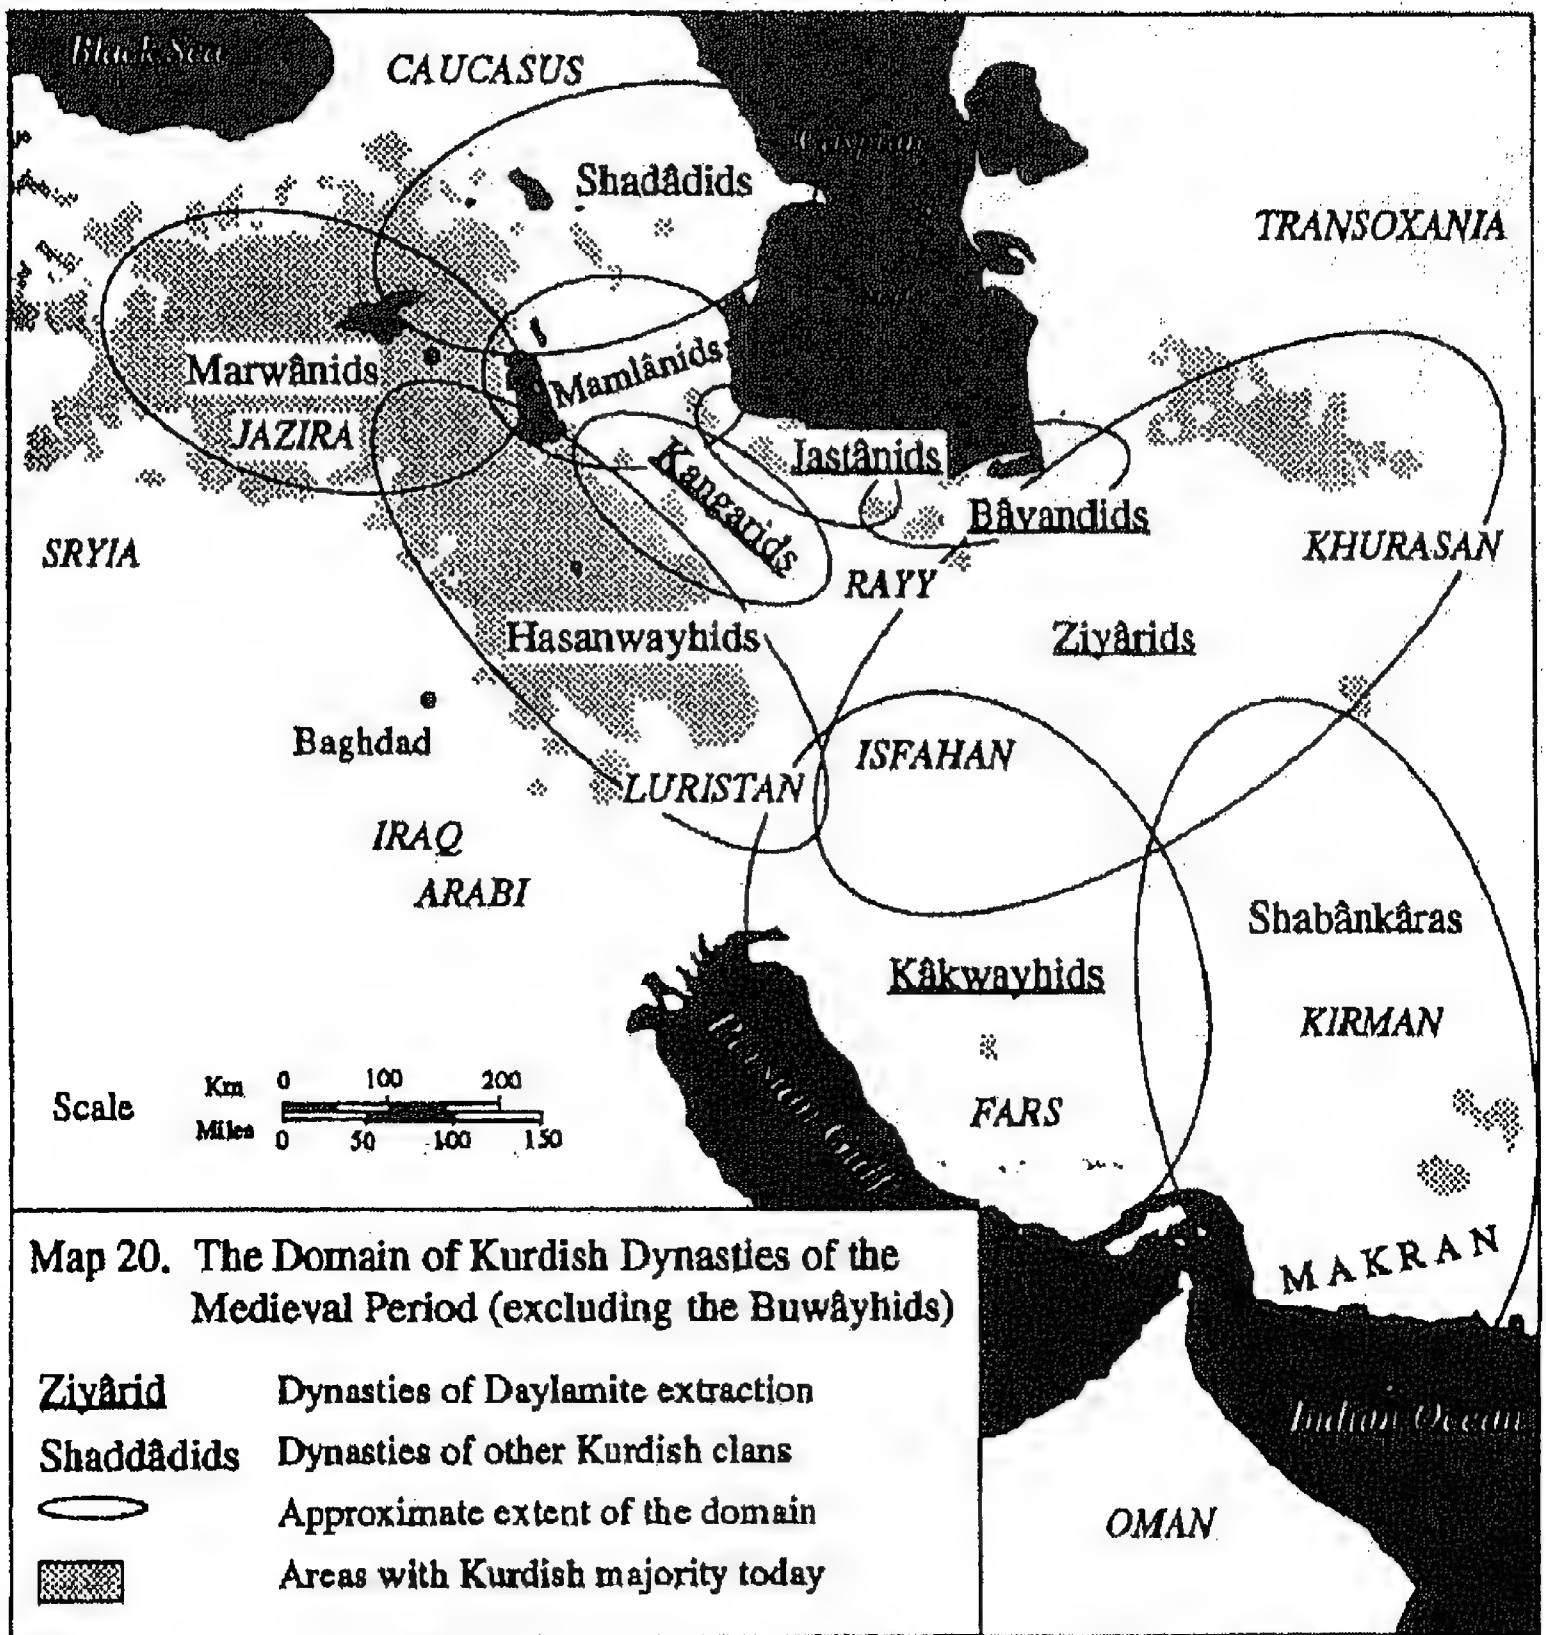 Black Sea
CAUCASUS
Caspian
Shadâdids
TRANSOXANIA
Marwânids
Mamlânids
JAZIRA
Jastânids
Kangarids
Bâvandids
SRYIA
KHURASAN
RAYY
Hasanwayhids
Ziyârids
Baghdad
ISFAHAN
LURISTAN
IRAQ
ARABI
Shabânkâras
Kâkwayhids
KIRMAN
Persian Gulf
Scale
Km 0 100 200
Miles 0 50 100 150
FARS
MAKRAN
Map 20. The Domain of Kurdish Dynasties of the
Medieval Period (excluding the Buwâyhids)
Ziyârid Dynasties of Daylamite extraction
Shaddâdids Dynasties of other Kurdish clans
Approximate extent of the domain
Areas with Kurdish majority today
Indian Ocean
OMAN